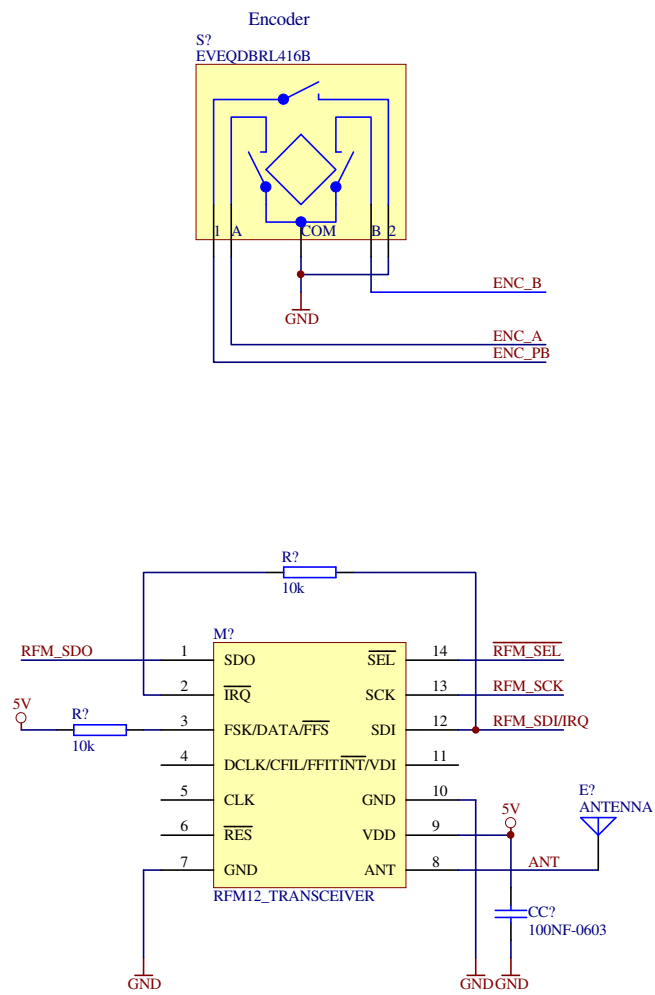 Encoder
S?
EVEQDBRL416B
1 A COM B 2
ENC_B
GND
ENC_A
ENC_PB
R?
10k
M?
RFM_SDO 1 SDO SEL 14 RFM_SEL
2 IRQ SCK 13 RFM_SCK
5V R? 10k 3 FSK/DATA/FFS SDI 12 RFM_SDI/IRQ
4 DCLK/CFIL/FFIT INT/VDI 11
5 CLK GND 10
6 RES VDD 9 5V
7 GND ANT 8 ANT
E?
ANTENNA
RFM12_TRANSCEIVER
CC?
100NF-0603
GND GND GND